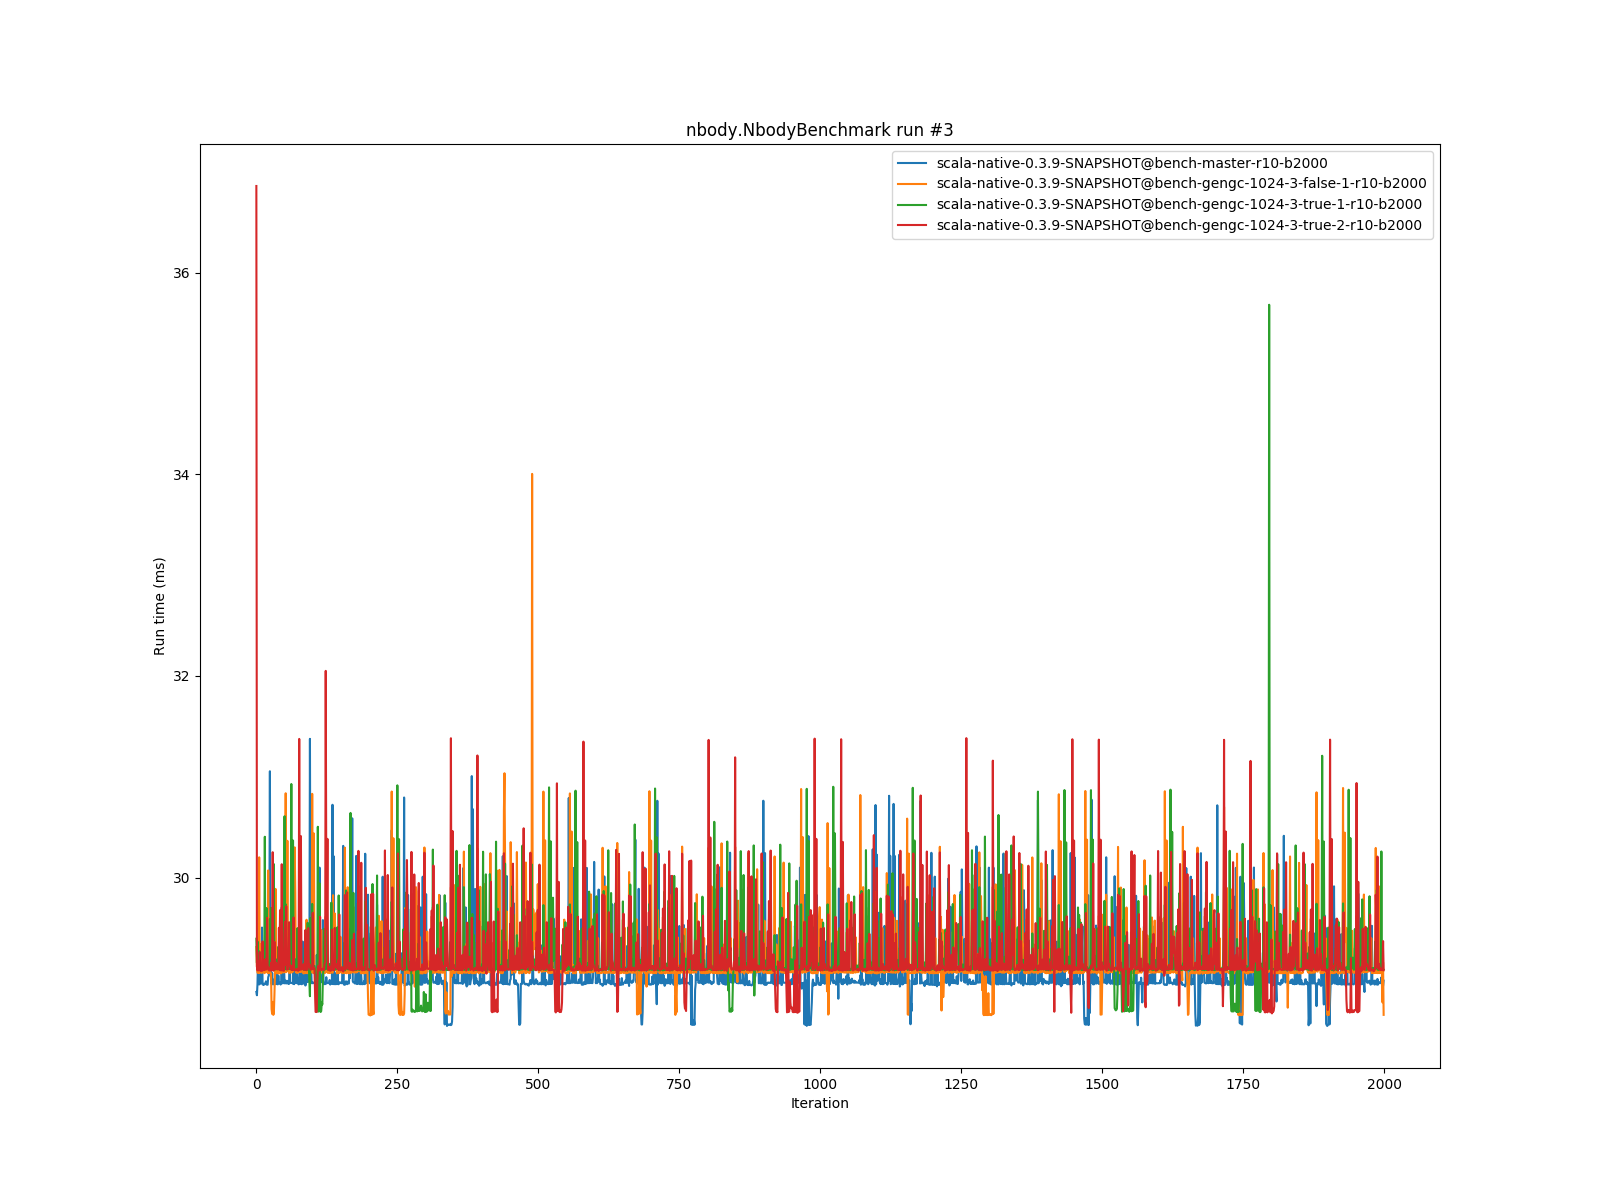 nbody.NbodyBenchmark run #3
scala-native-0.3.9-SNAPSHOT@bench-master-r10-b2000
scala-native-0.3.9-SNAPSHOT@bench-gengc-1024-3-false-1-r10-b2000
scala-native-0.3.9-SNAPSHOT@bench-gengc-1024-3-true-1-r10-b2000
scala-native-0.3.9-SNAPSHOT@bench-gengc-1024-3-true-2-r10-b2000
Run time (ms)
36
34
32
30
0 250 500 750 1000 1250 1500 1750 2000
Iteration